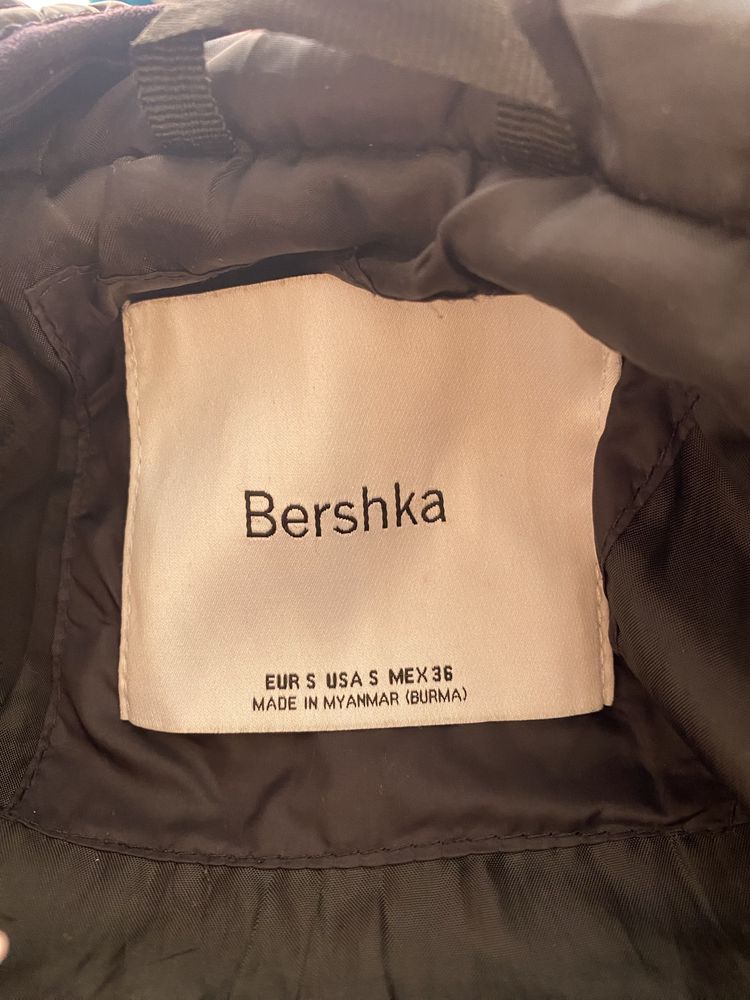 Bershka
EUR S USA S MEX 36
MADE IN MYANMAR (BURMA)